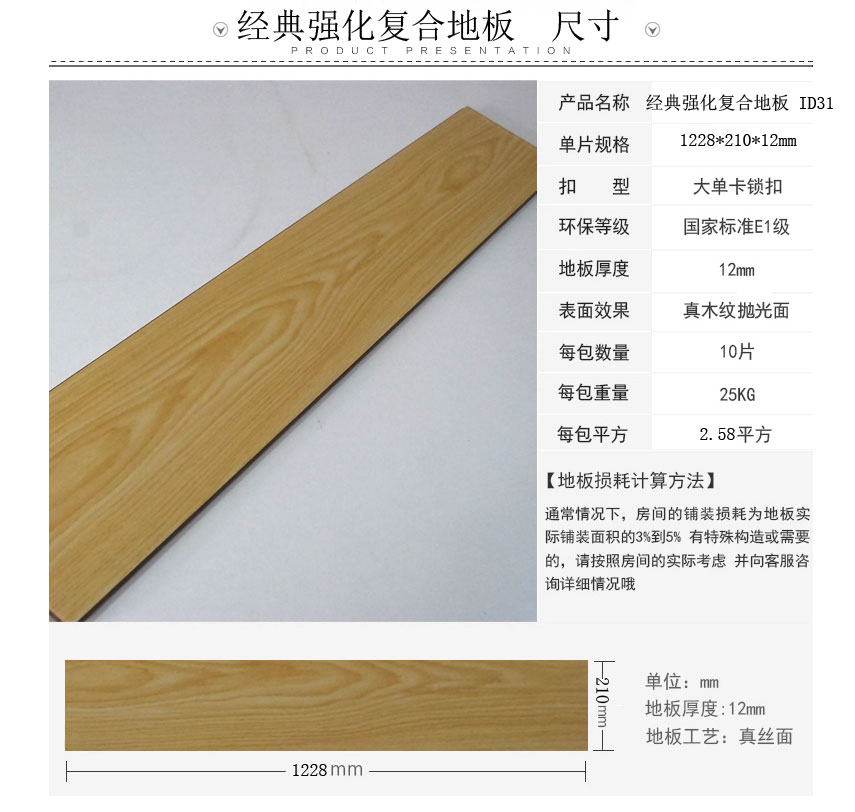 经典强化复合地板 尺寸
PRODUCT PRESENTATION
产品名称 经典强化复合地板 ID31
单片规格 1228*210*12mm
扣 型 大单卡锁扣
环保等级 国家标准E1级
地板厚度 12mm
表面效果 真木纹抛光面
每包数量 10片
每包重量 25KG
每包平方 2.58平方
【地板损耗计算方法】
通常情况下，房间的铺装损耗为地板实
际铺装面积的3%到5% 有特殊构造或需要
的，请按照房间的实际考虑 并向客服咨
询详细情况哦
210mm
1228mm
单位：mm
地板厚度:12mm
地板工艺：真丝面